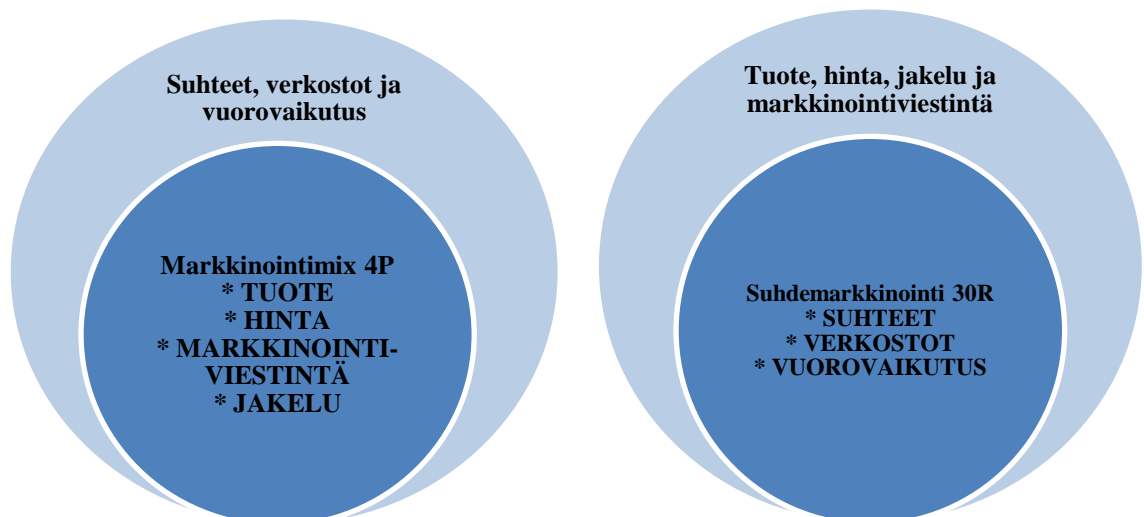 Suhteet, verkostot ja
vuorovaikutus
Markkinointimix 4P
* TUOTE
* HINTA
* MARKKINOINTI-
VIESTINTÄ
* JAKELU
Tuote, hinta, jakelu ja
markkinointiviestintä
Suhdemarkkinointi 30R
* SUHTEET
* VERKOSTOT
* VUOROVAIKUTUS